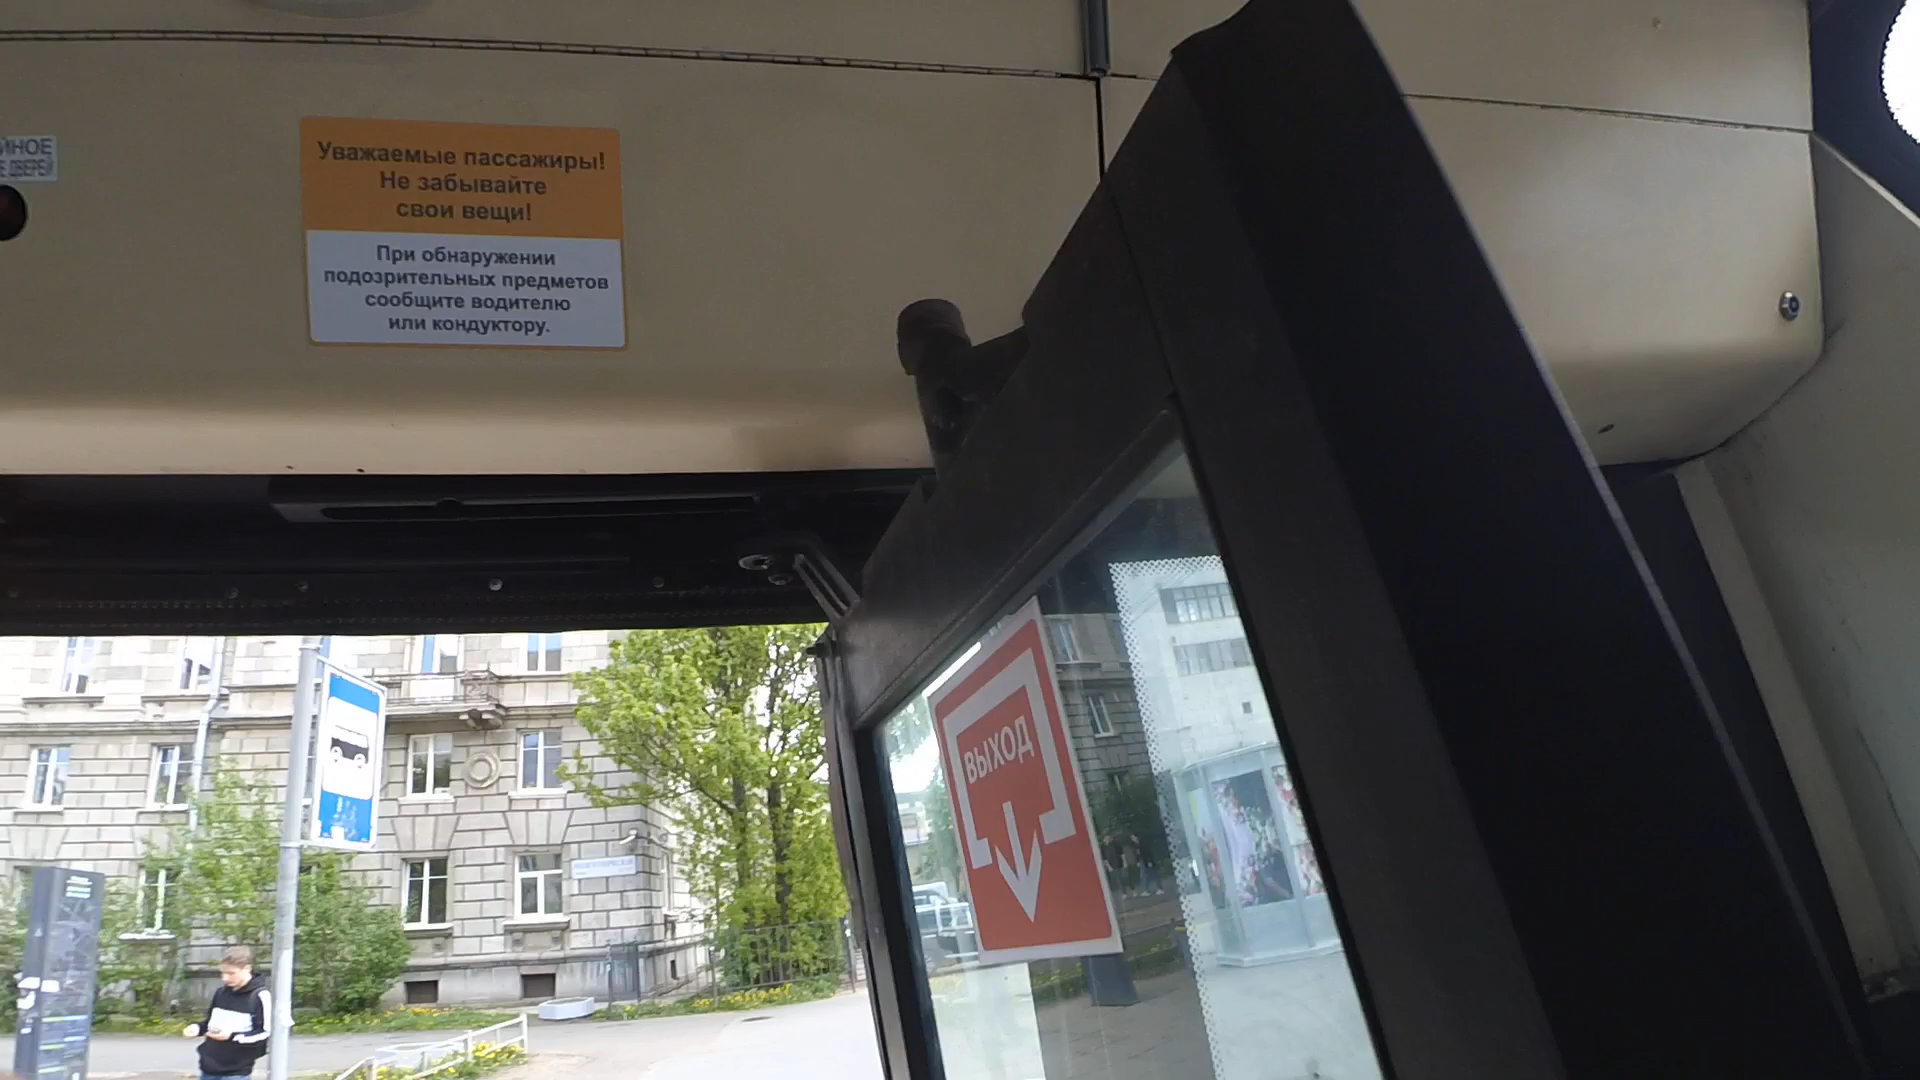 Уважаемые пассажиры!
Не забывайте
свои вещи!
При обнаружении
подозрительных предметов
сообщите водителю
или кондуктору.
ВЫХОД